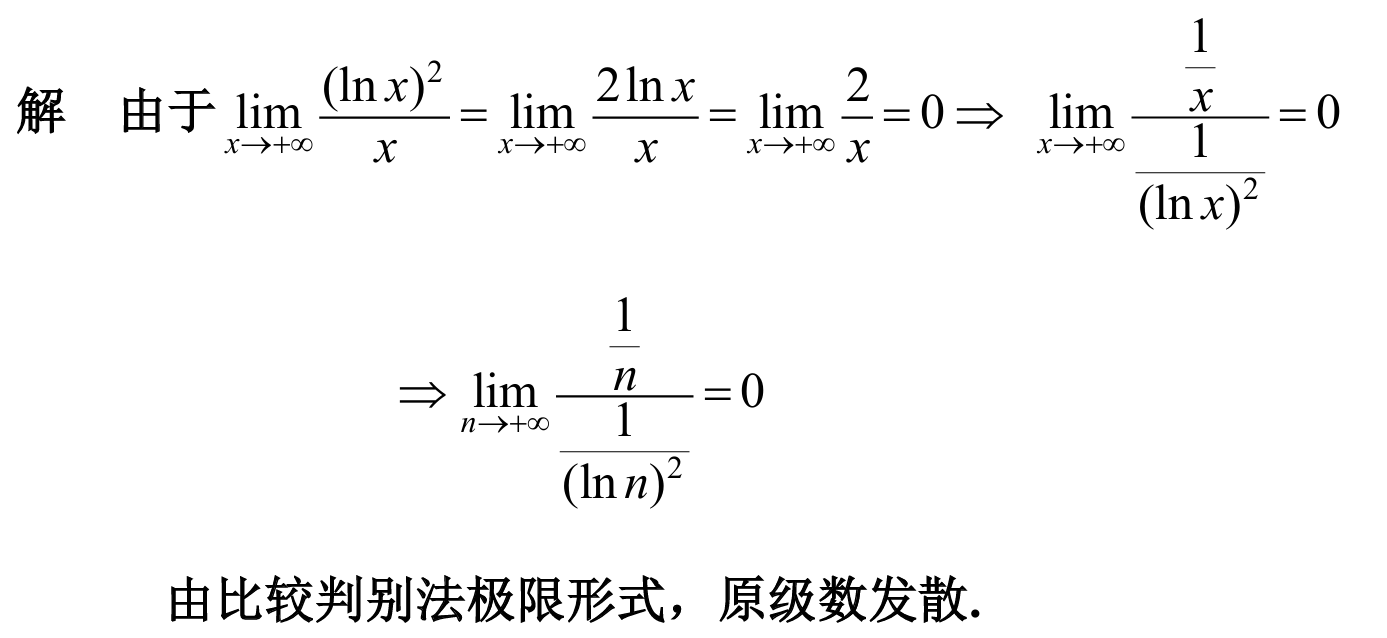 解 由于 $\lim_{x \to +\infty} \frac{(\ln x)^2}{x} = \lim_{x \to +\infty} \frac{2 \ln x}{x} = \lim_{x \to +\infty} \frac{2}{x} = 0 \Rightarrow \lim_{x \to +\infty} \frac{\frac{1}{x}}{\frac{1}{(\ln x)^2}} = 0$
$\Rightarrow \lim_{n \to +\infty} \frac{\frac{1}{n}}{\frac{1}{(\ln n)^2}} = 0$
由比较判别法极限形式，原级数发散.